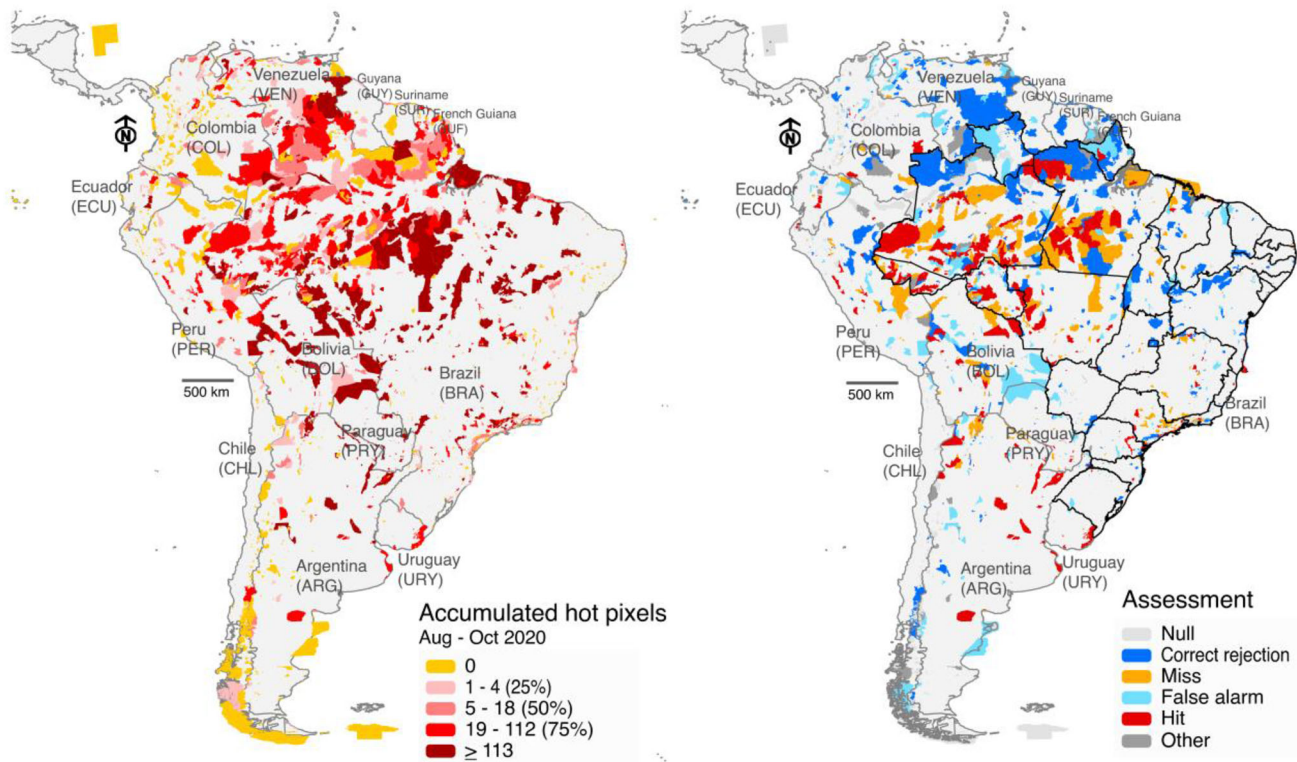 Venezuela
(VEN)
Guyana
(GUY)
Suriname
(SUR)
French Guiana
(GUF)
Colombia
(COL)
N
Ecuador
(ECU)
Peru
(PER)
Bolivia
(BOL)
500 km
Brazil
(BRA)
Paraguay
(PRY)
Chile
(CHL)
Argentina
(ARG)
Uruguay
(URY)
Accumulated hot pixels
Aug - Oct 2020
0
1 - 4 (25%)
5 - 18 (50%)
19 - 112 (75%)
≥ 113
Venezuela
(VEN)
Guyana
(GUY)
Suriname
(SUR)
French Guiana
(GUF)
Colombia
(COL)
N
Ecuador
(ECU)
Peru
(PER)
Bolivia
(BOL)
500 km
Brazil
(BRA)
Paraguay
(PRY)
Chile
(CHL)
Argentina
(ARG)
Uruguay
(URY)
Assessment
Null
Correct rejection
Miss
False alarm
Hit
Other